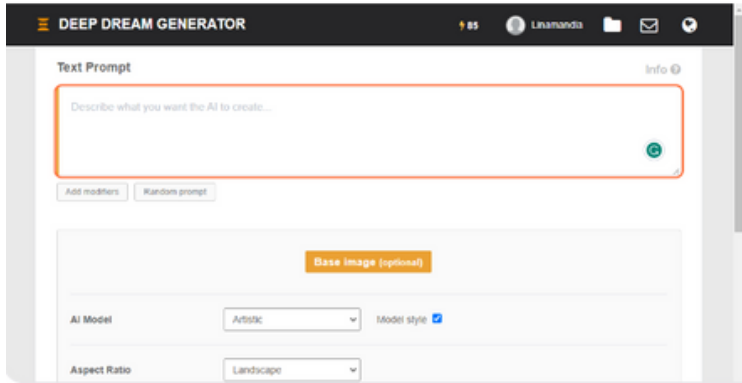 DEEP DREAM GENERATOR 85 Linamandla
Text Prompt Info
Describe what you want the AI to create...
Add modifiers Random prompt
Base image (optional)
AI Model Artistic Model style
Aspect Ratio Landscape